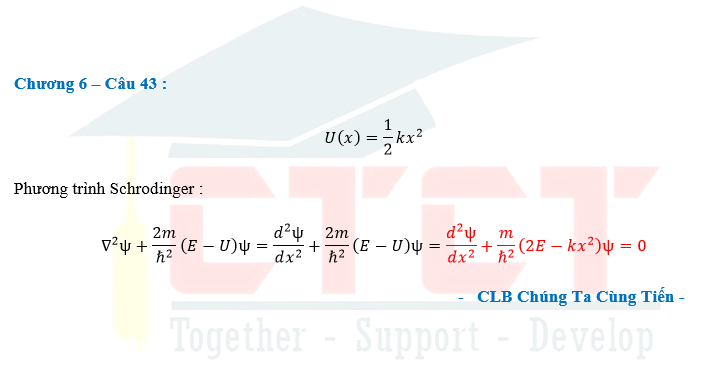 Chương 6 – Câu 43 :
U(x) = 1/2 kx²
Phương trình Schrodinger :
∇²ψ + 2m/ℏ² (E − U)ψ = d²ψ/dx² + 2m/ℏ² (E − U)ψ = d²ψ/dx² + m/ℏ² (2E − kx²)ψ = 0
- CLB Chúng Ta Cùng Tiến -
CTCT
Together - Support - Develop